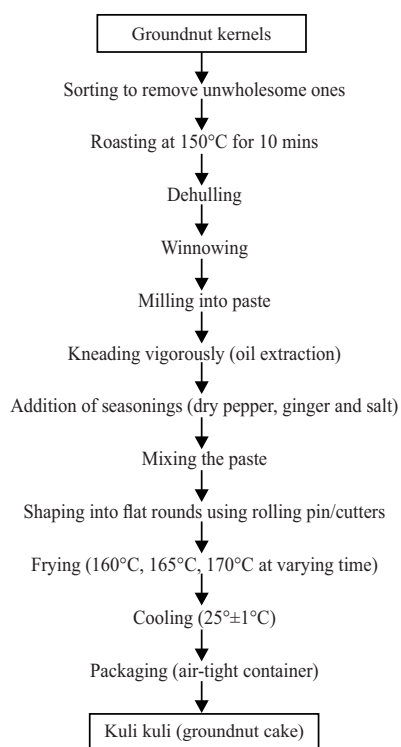 Groundnut kernels
Sorting to remove unwholesome ones
Roasting at 150°C for 10 mins
Dehulling
Winnowing
Milling into paste
Kneading vigorously (oil extraction)
Addition of seasonings (dry pepper, ginger and salt)
Mixing the paste
Shaping into flat rounds using rolling pin/cutters
Frying (160°C, 165°C, 170°C at varying time)
Cooling (25°±1°C)
Packaging (air-tight container)
Kuli kuli (groundnut cake)